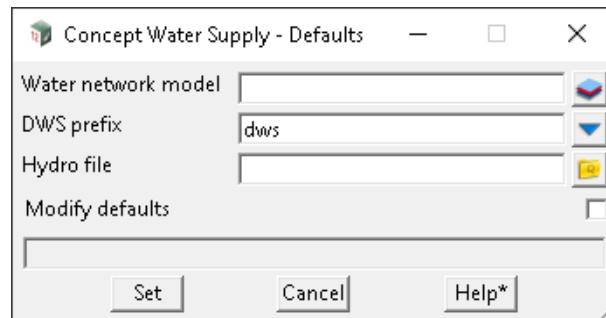 Concept Water Supply - Defaults
Water network model
DWS prefix dws
Hydro file
Modify defaults
Set Cancel Help*